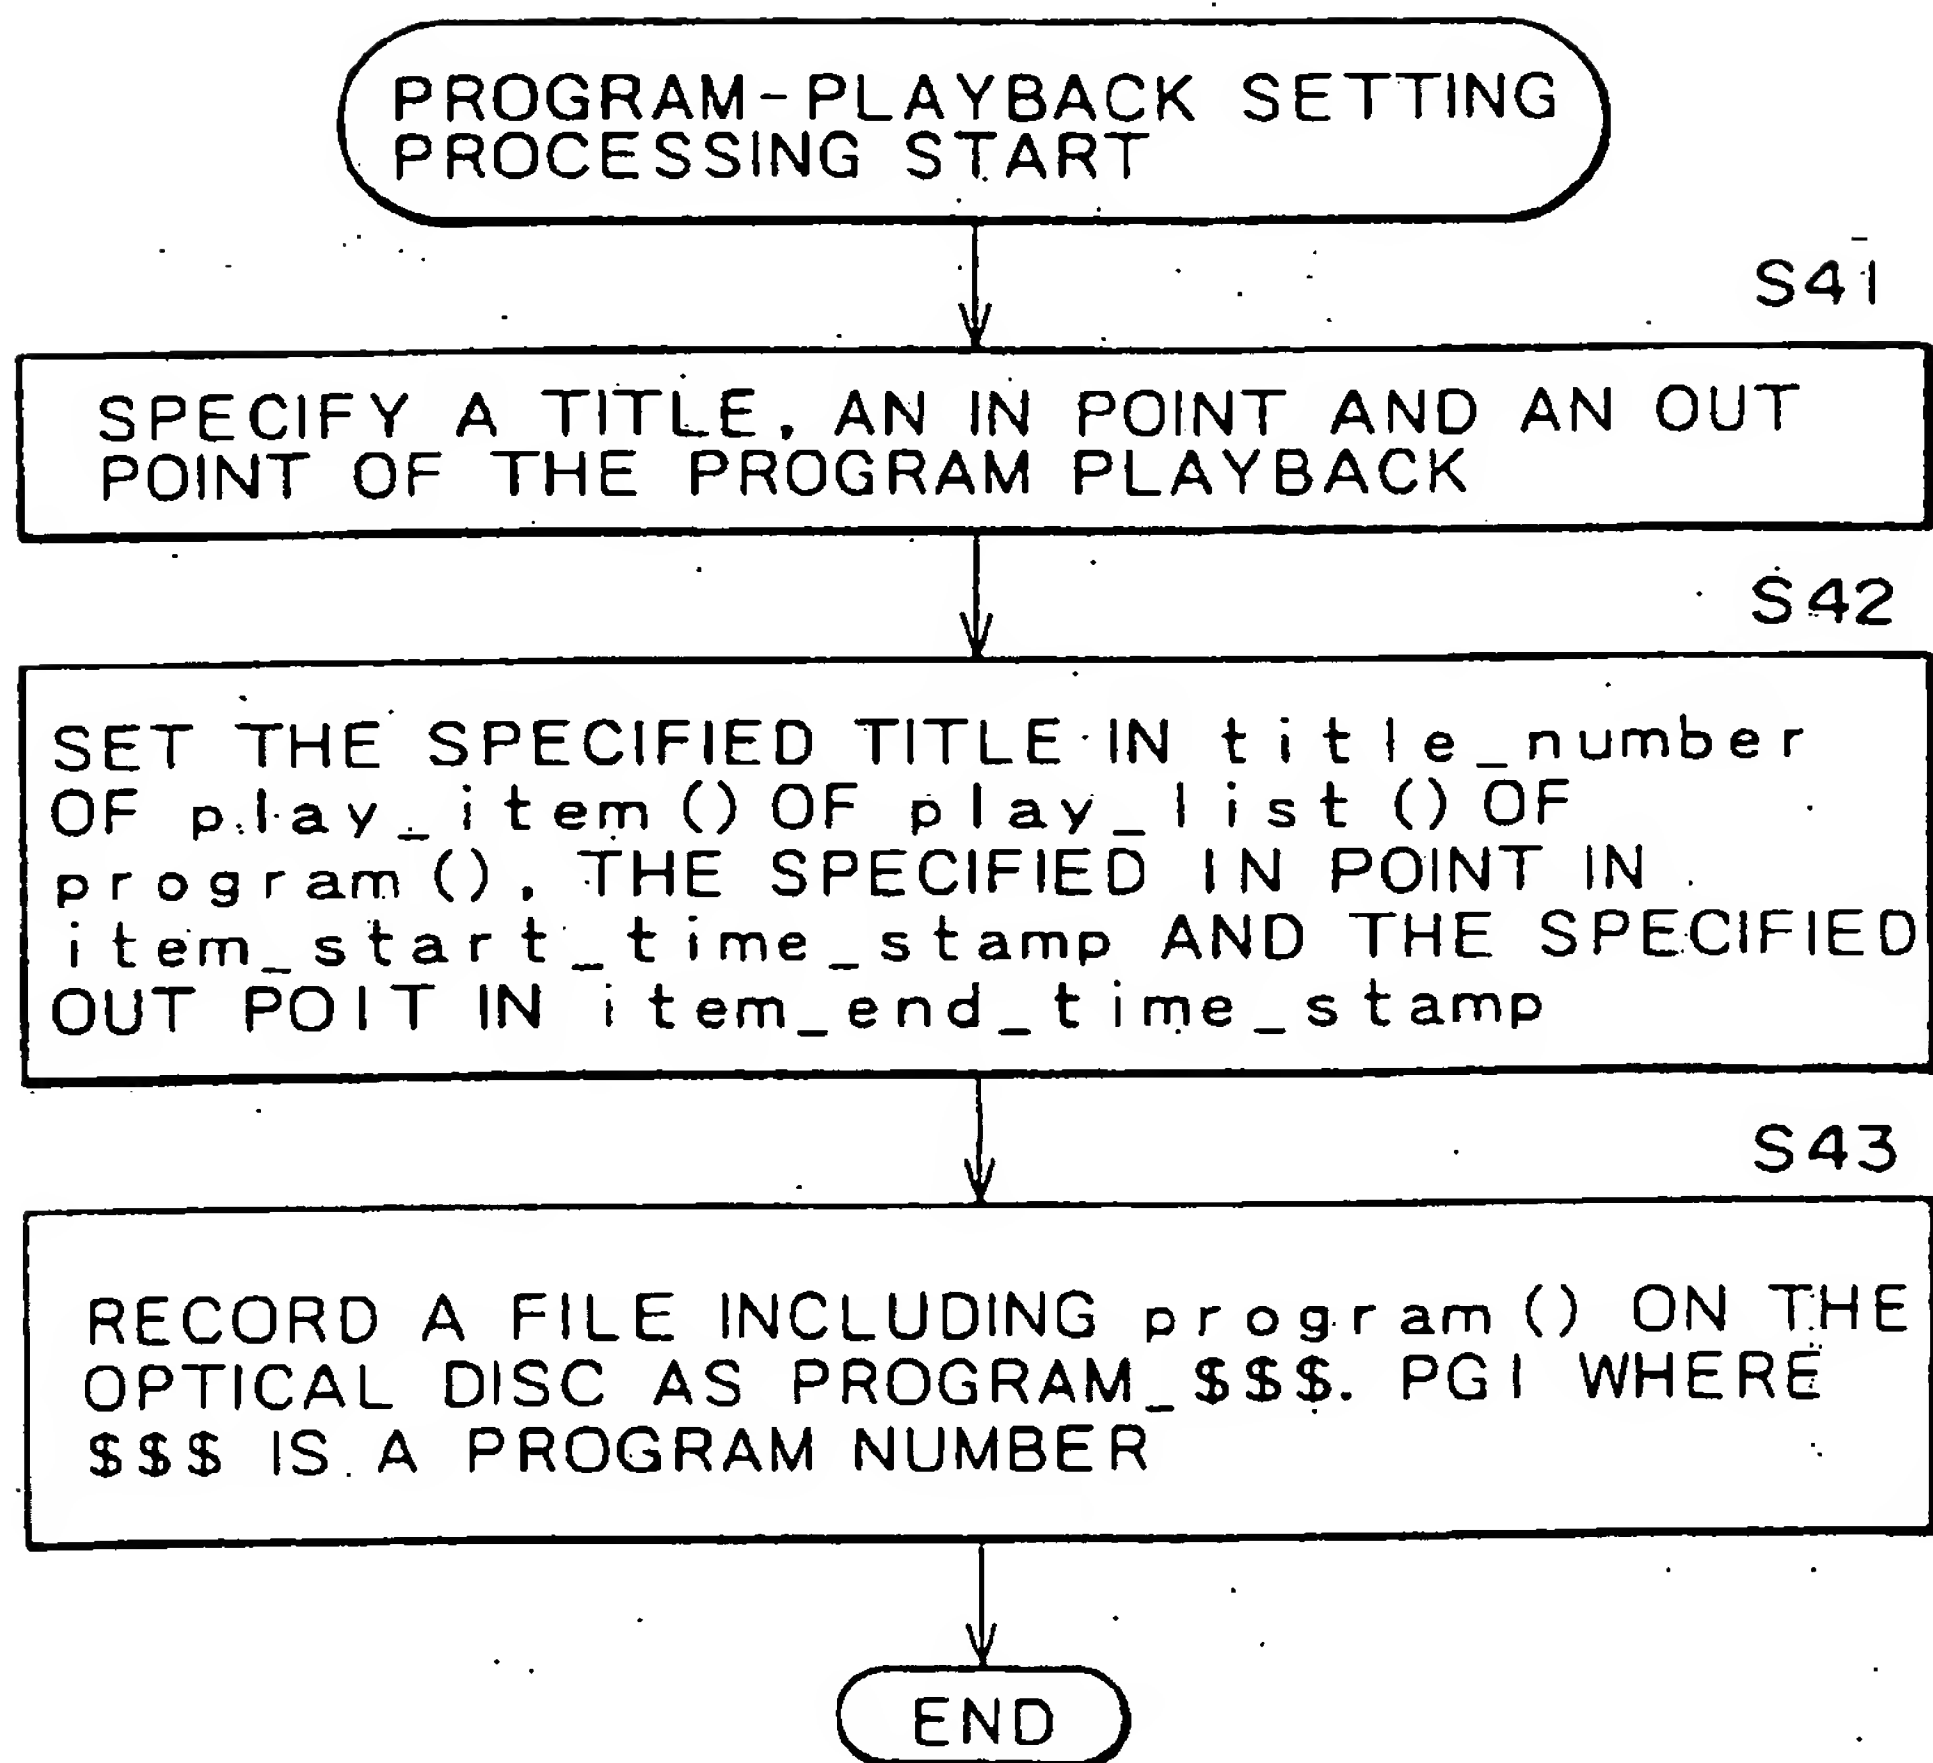 PROGRAM-PLAYBACK SETTING
PROCESSING START
S41
SPECIFY A TITLE, AN IN POINT AND AN OUT
POINT OF THE PROGRAM PLAYBACK
S42
SET THE SPECIFIED TITLE IN title_number
OF play_item() OF play_list() OF
program(), THE SPECIFIED IN POINT IN
item_start_time_stamp AND THE SPECIFIED
OUT POIT IN item_end_time_stamp
S43
RECORD A FILE INCLUDING program() ON THE
OPTICAL DISC AS PROGRAM_$$$. PGI WHERE
$$$ IS A PROGRAM NUMBER
END